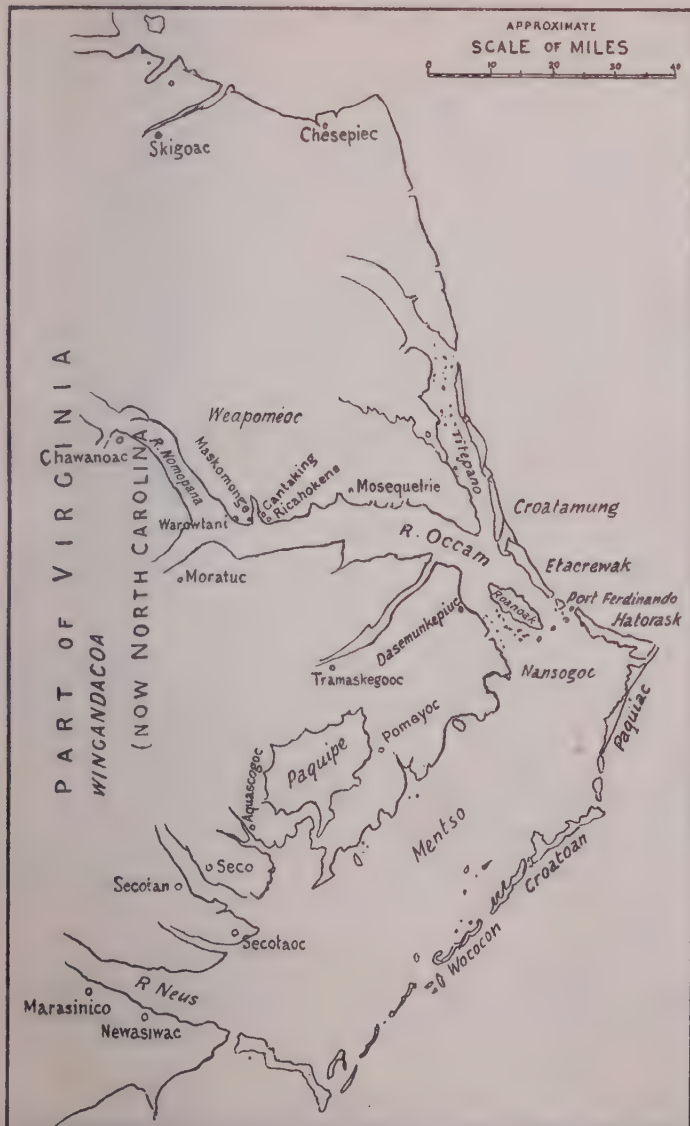 APPROXIMATE
SCALE OF MILES
0 10 20 30 40
Skigoac
Chesepiec
PART OF VIRGINIA
WINGANDACOA
(NOW NORTH CAROLINA)
Weapomeoc
Chawanoac
R. Nomopana
Maskomonge
Cantaking
Ricahokene
Mosequetrie
Titepano
Warowtani
R. Occam
Croatamung
Moratuc
Etacrewak
Roanoak
Port Ferdinando
Hatorask
Dasemunkepiuc
Tramaskegooc
Nansogoc
Paquiac
Pomeyoc
Paquipe
Aquascogoc
Mentso
Croatoan
Seco
Secotan
Secotaoc
Wococon
R Neus
Marasinico
Newasiwac